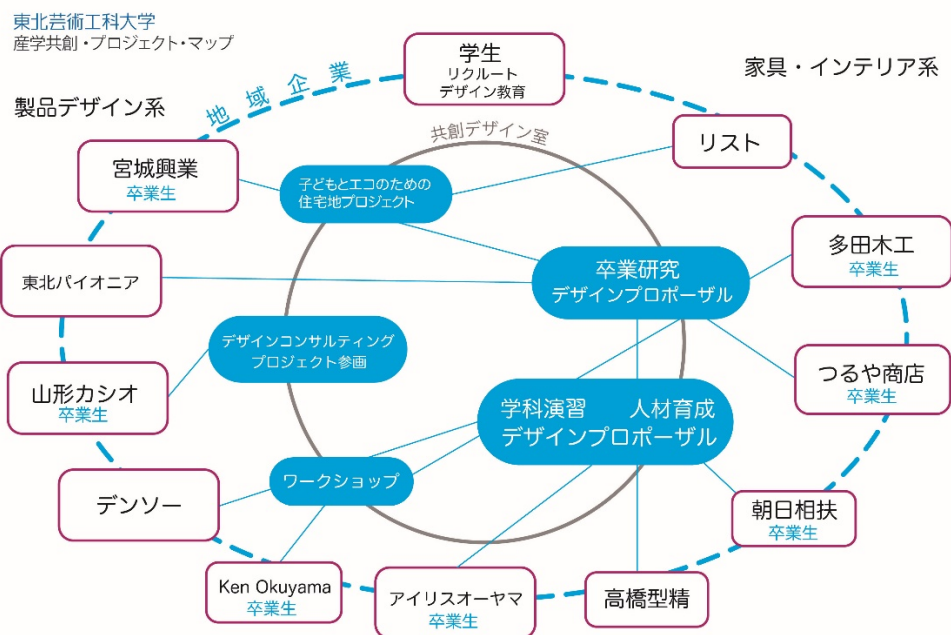 東北芸術工科大学
産学共創・プロジェクト・マップ
製品デザイン系
地域企業
学生
リクルート
デザイン教育
家具・インテリア系
共創デザイン室
リスト
宮城興業
卒業生
子どもとエコのための
住宅地プロジェクト
多田木工
卒業生
東北パイオニア
卒業研究
デザインプロポーザル
デザインコンサルティング
プロジェクト参画
つるや商店
卒業生
山形カシオ
卒業生
学科演習 人材育成
デザインプロポーザル
ワークショップ
デンソー
朝日相扶
卒業生
Ken Okuyama
卒業生
アイリスオーヤマ
卒業生
高橋型精